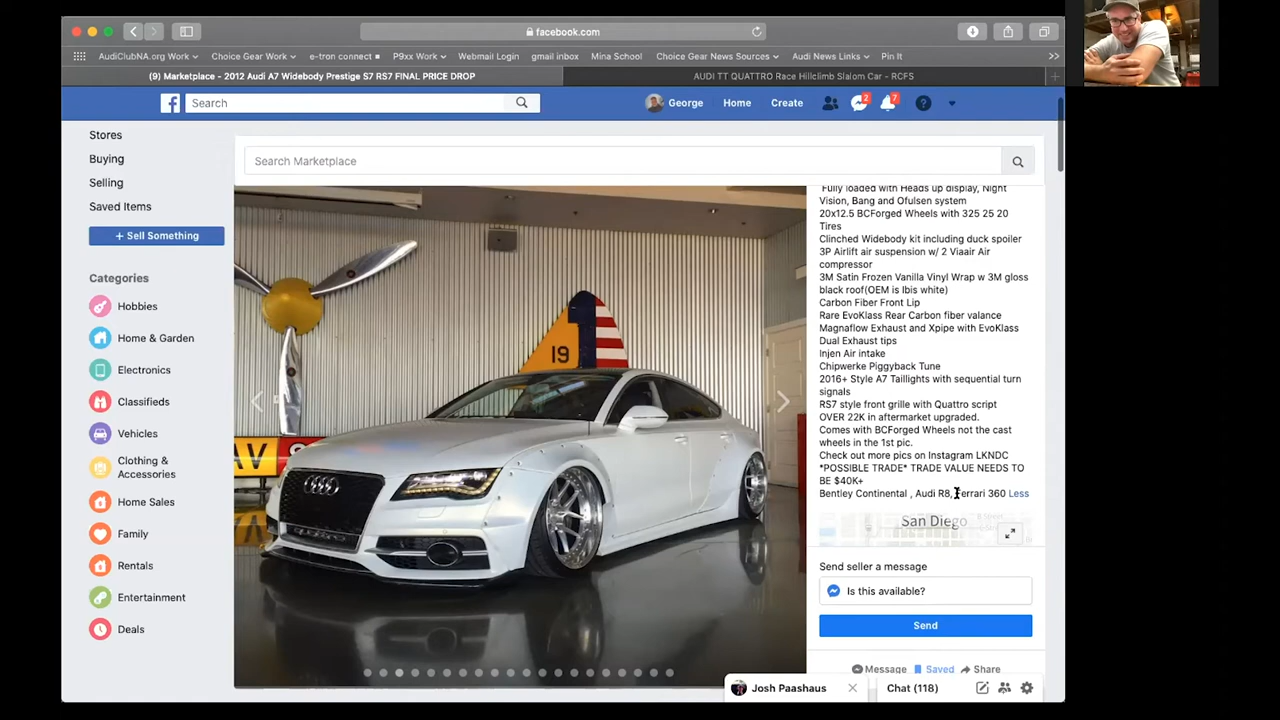 facebook.com
AudiClubNA.org Work
Choice Gear Work
e-tron connect
P9xx Work
Webmail Login
gmail inbox
Mina School
Choice Gear News Sources
Audi News Links
Pin It
>>
(9) Marketplace - 2012 Audi A7 Widebody Prestige S7 RS7 FINAL PRICE DROP
AUDI TT QUATTRO Race Hillclimb Slalom Car - RCFS
Search
George
Home
Create
2
7
?
Stores
Buying
Selling
Saved Items
+ Sell Something
Categories
Hobbies
Home & Garden
Electronics
Classifieds
Vehicles
Clothing &
Accessories
Home Sales
Family
Rentals
Entertainment
Deals
Search Marketplace
19
1
AV
Fully loaded with Heads up display, Night
Vision, Bang and Ofulsen system
20x12.5 BCForged Wheels with 325 25 20
Tires
Clinched Widebody kit including duck spoiler
3P Airlift air suspension w/ 2 Viaair Air
compressor
3M Satin Frozen Vanilla Vinyl Wrap w 3M gloss
black roof(OEM is Ibis white)
Carbon Fiber Front Lip
Rare EvoKlass Rear Carbon fiber valance
Magnaflow Exhaust and Xpipe with EvoKlass
Dual Exhaust tips
Injen Air intake
Chipwerke Piggyback Tune
2016+ Style A7 Taillights with sequential turn
signals
RS7 style front grille with Quattro script
OVER 22K in aftermarket upgraded.
Comes with BCForged Wheels not the cast
wheels in the 1st pic.
Check out more pics on Instagram LKNDC
*POSSIBLE TRADE* TRADE VALUE NEEDS TO
BE $40K+
Bentley Continental , Audi R8, Ferrari 360 Less
San Diego
Send seller a message
Is this available?
Send
Message
Saved
Share
Josh Paashaus
Chat (118)